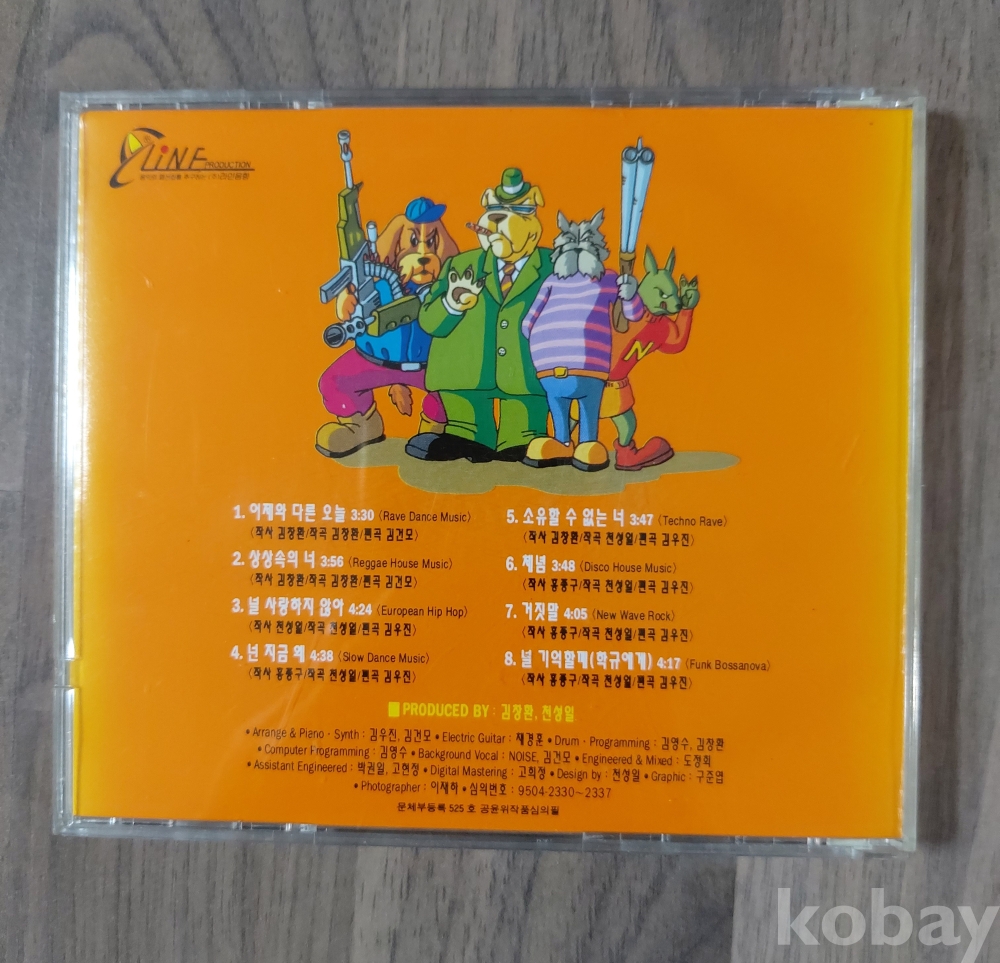 LiNE PRODUCTION
(주)라인음향
N
1. 어제와 다른 오늘 3:30 (Rave Dance Music)
(작사 김창환/작곡 김창환/편곡 김건모)
2. 상상속의 너 3:56 (Reggae House Music)
(작사 김창환/작곡 김창환/편곡 김건모)
3. 널 사랑하지 않아 4:24 (European Hip Hop)
(작사 천성일/작곡 천성일/편곡 김우진)
4. 넌 지금 왜 4:38 (Slow Dance Music)
(작사 홍종구/작곡 천성일/편곡 김우진)
5. 소유할 수 없는 너 3:47 (Techno Rave)
(작사 김창환/작곡 천성일/편곡 김우진)
6. 체념 3:48 (Disco House Music)
(작사 홍종구/작곡 천성일/편곡 김우진)
7. 거짓말 4:05 (New Wave Rock)
(작사 홍종구/작곡 천성일/편곡 김우진)
8. 널 기억할께(학규에게) 4:17 (Funk Bossanova)
(작사 홍종구/작곡 천성일/편곡 김우진)
PRODUCED BY : 김창환, 천성일
• Arrange & Piano · Synth : 김우진, 김건모 • Electric Guitar : 채경훈 • Drum · Programming : 김영수, 김창환
• Computer Programming : 김영수 • Background Vocal : NOISE, 김건모 • Engineered & Mixed : 도정회
• Assistant Engineered : 박권일, 고현정 • Digital Mastering : 고희정 • Design by : 천성일 • Graphic : 구준엽
• Photographer : 이재하 • 심의번호 : 9504-2330~2337
문체부등록 525 호 공윤위작품심의필
kobay